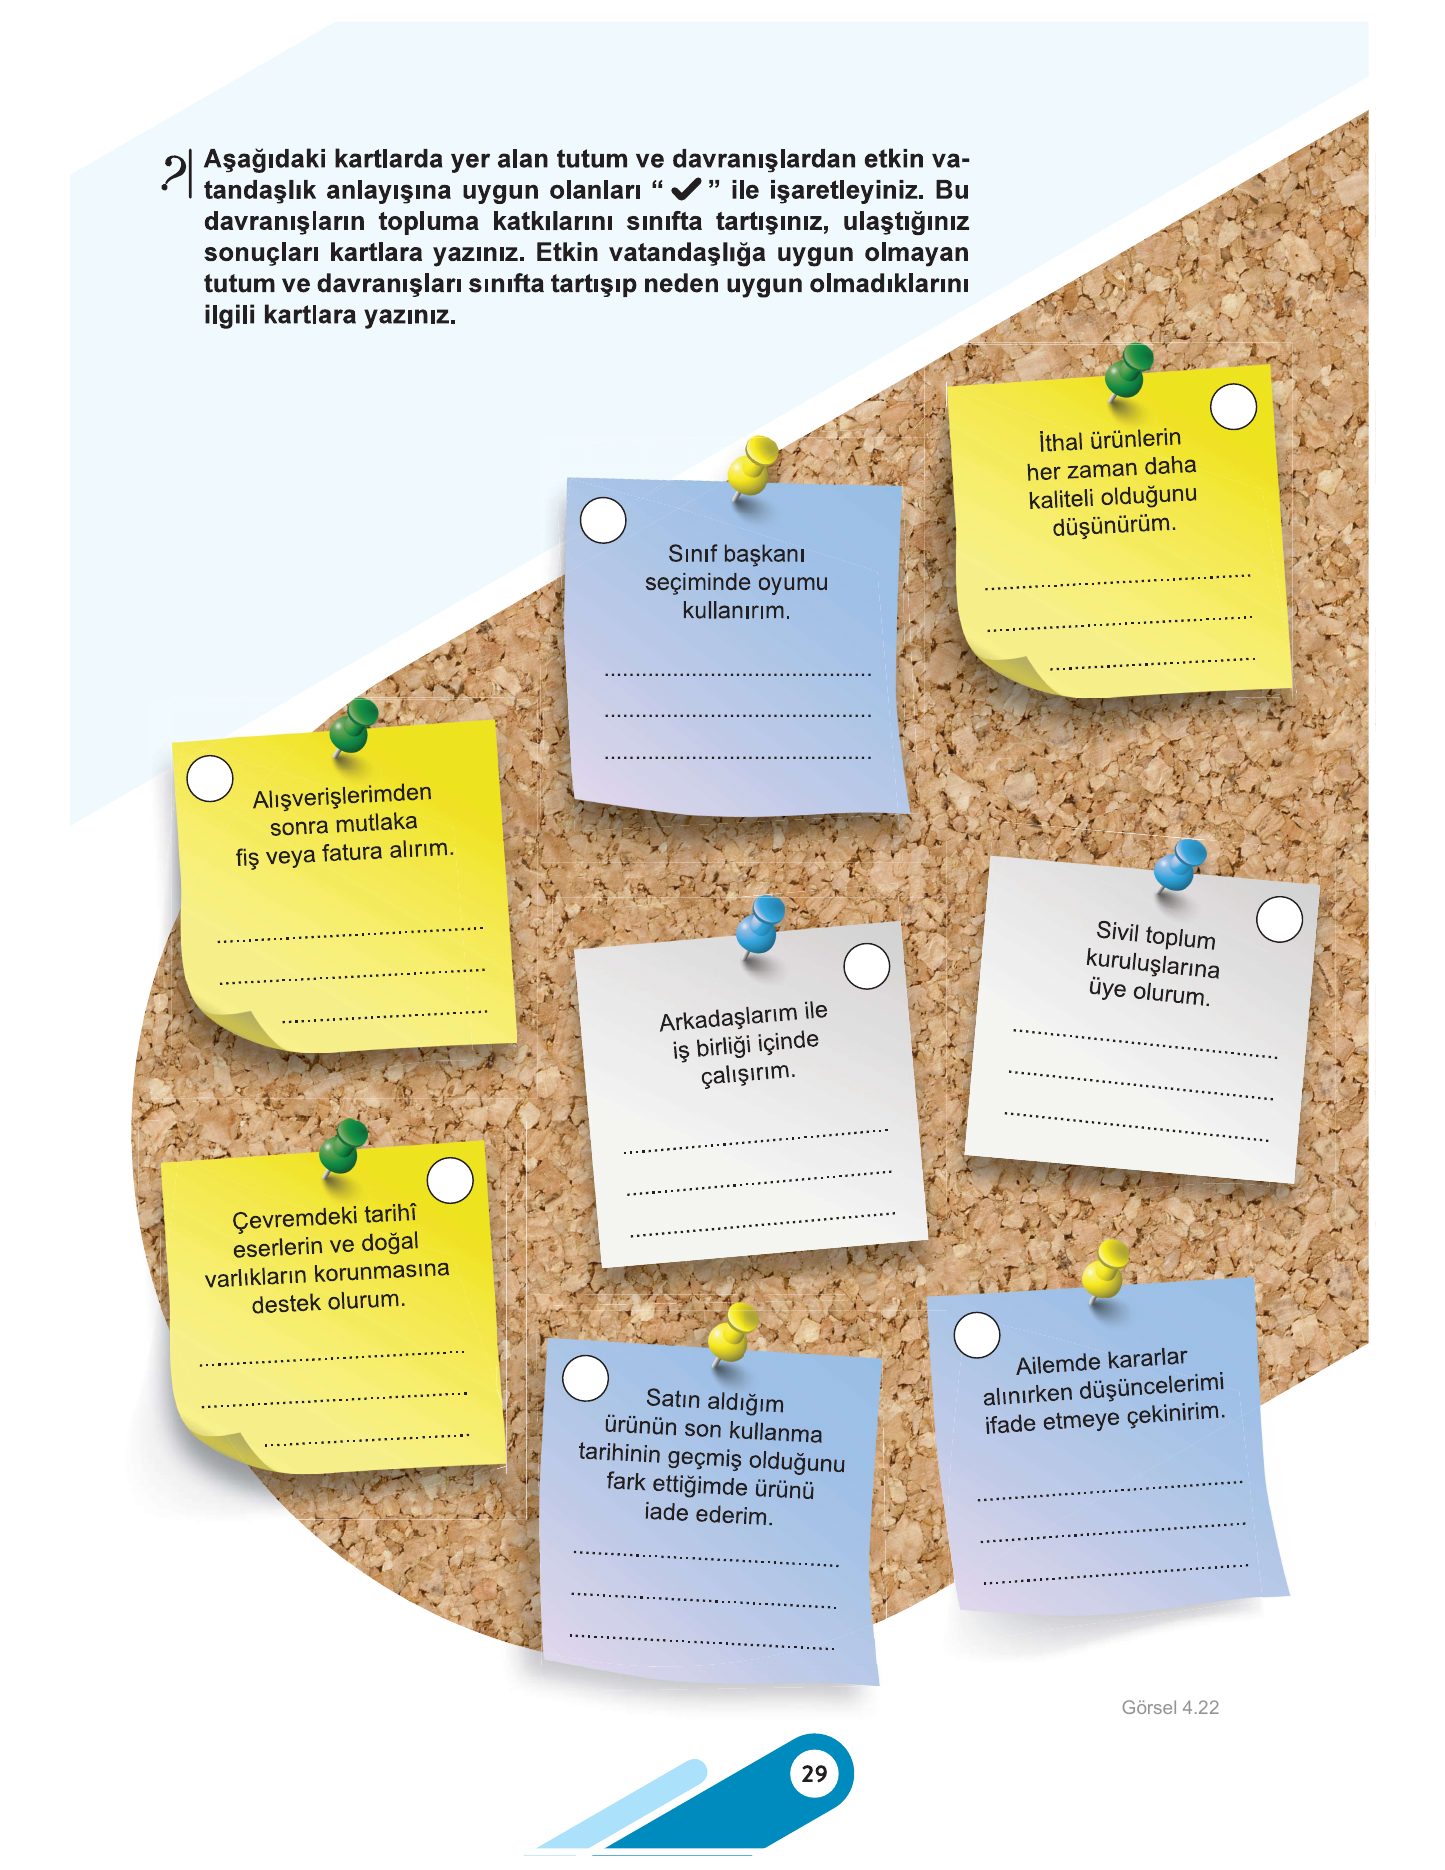 Aşağıdaki kartlarda yer alan tutum ve davranışlardan etkin va-
tandaşlık anlayışına uygun olanları “✔” ile işaretleyiniz. Bu
davranışların topluma katkılarını sınıfta tartışınız, ulaştığınız
sonuçları kartlara yazınız. Etkin vatandaşlığa uygun olmayan
tutum ve davranışları sınıfta tartışıp neden uygun olmadıklarını
ilgili kartlara yazınız.
İthal ürünlerin
her zaman daha
kaliteli olduğunu
düşünürüm.
Sınıf başkanı
seçiminde oyumu
kullanırım.
Alışverişlerimden
sonra mutlaka
fiş veya fatura alırım.
Sivil toplum
kuruluşlarına
üye olurum.
Arkadaşlarım ile
iş birliği içinde
çalışırım.
Çevremdeki tarihî
eserlerin ve doğal
varlıkların korunmasına
destek olurum.
Satın aldığım
ürünün son kullanma
tarihinin geçmiş olduğunu
fark ettiğimde ürünü
iade ederim.
Ailemde kararlar
alınırken düşüncelerimi
ifade etmeye çekinirim.
Görsel 4.22
29